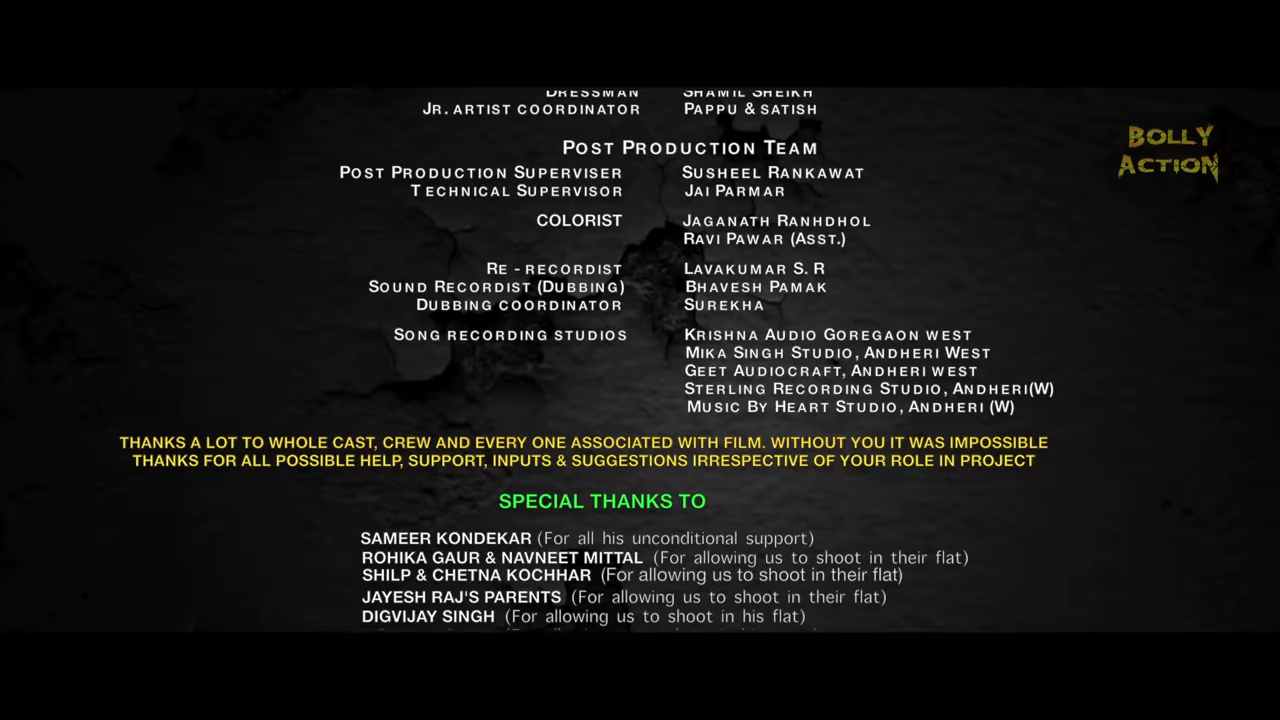 DRESSMAN SHAMIL SHEIKH
JR. ARTIST COORDINATOR PAPPU & SATISH
BOLLY
ACTION
POST PRODUCTION TEAM
POST PRODUCTION SUPERVISER SUSHEEL RANKAWAT
TECHNICAL SUPERVISOR JAI PARMAR
COLORIST JAGANATH RANHDHOL
RAVI PAWAR (ASST.)
RE - RECORDIST LAVAKUMAR S. R
SOUND RECORDIST (DUBBING) BHAVESH PAMAK
DUBBING COORDINATOR SUREKHA
SONG RECORDING STUDIOS KRISHNA AUDIO GOREGAON WEST
MIKA SINGH STUDIO, ANDHERI WEST
GEET AUDIOCRAFT, ANDHERI WEST
STERLING RECORDING STUDIO, ANDHERI(W)
MUSIC BY HEART STUDIO, ANDHERI (W)
THANKS A LOT TO WHOLE CAST, CREW AND EVERY ONE ASSOCIATED WITH FILM. WITHOUT YOU IT WAS IMPOSSIBLE
THANKS FOR ALL POSSIBLE HELP, SUPPORT, INPUTS & SUGGESTIONS IRRESPECTIVE OF YOUR ROLE IN PROJECT
SPECIAL THANKS TO
SAMEER KONDEKAR (For all his unconditional support)
ROHIKA GAUR & NAVNEET MITTAL (For allowing us to shoot in their flat)
SHILP & CHETNA KOCHHAR (For allowing us to shoot in their flat)
JAYESH RAJ'S PARENTS (For allowing us to shoot in their flat)
DIGVIJAY SINGH (For allowing us to shoot in his flat)